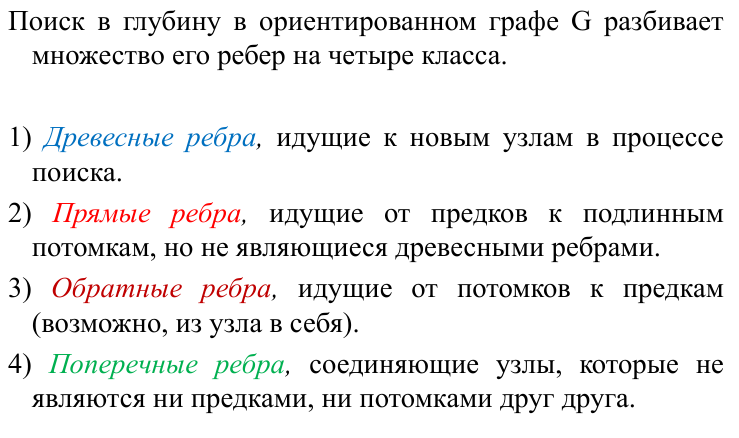 Поиск в глубину в ориентированном графе G разбивает
множество его ребер на четыре класса.
1) Древесные ребра, идущие к новым узлам в процессе
поиска.
2) Прямые ребра, идущие от предков к подлинным
потомкам, но не являющиеся древесными ребрами.
3) Обратные ребра, идущие от потомков к предкам
(возможно, из узла в себя).
4) Поперечные ребра, соединяющие узлы, которые не
являются ни предками, ни потомками друг друга.